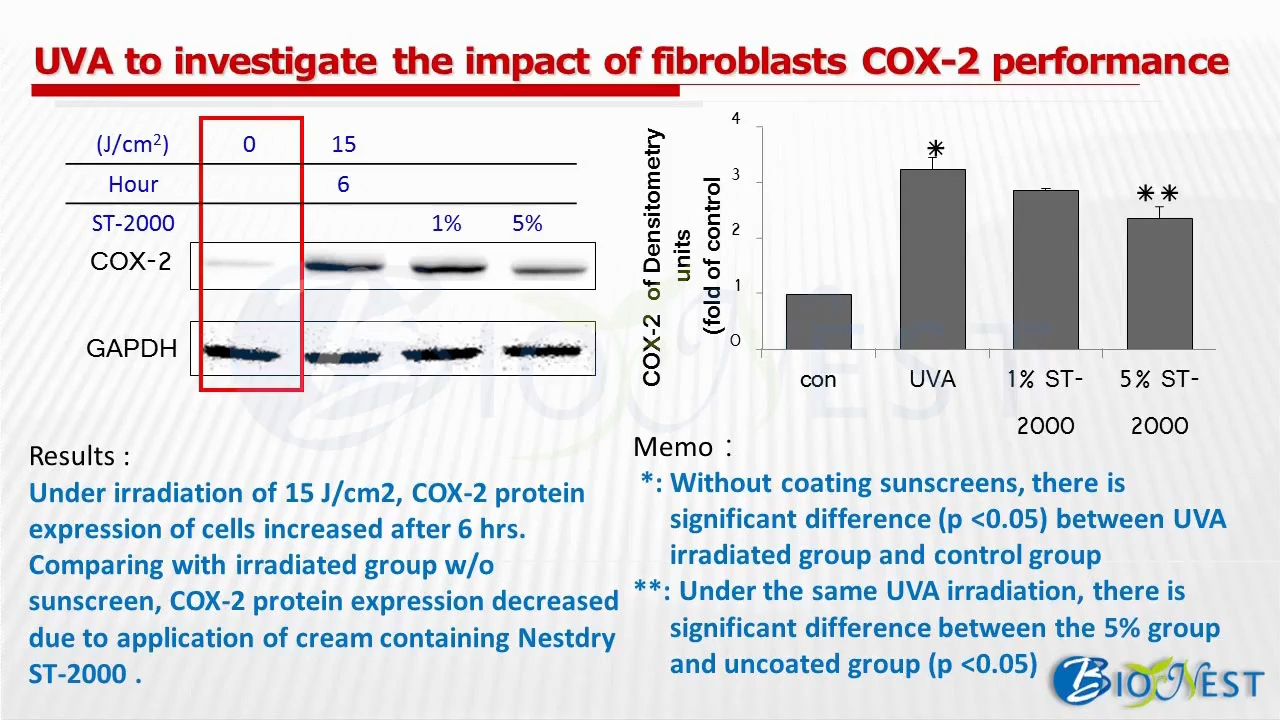 UVA to investigate the impact of fibroblasts COX-2 performance
(J/cm²) 0 15
Hour 6
ST-2000 1% 5%
COX-2
GAPDH
COX-2 of Densitometry
units
(fold of control
4
3
2
1
0
*
**
con UVA 1% ST- 5% ST-
2000 2000
Results :
Under irradiation of 15 J/cm2, COX-2 protein
expression of cells increased after 6 hrs.
Comparing with irradiated group w/o
sunscreen, COX-2 protein expression decreased
due to application of cream containing Nestdry
ST-2000 .
Memo：
*: Without coating sunscreens, there is
significant difference (p <0.05) between UVA
irradiated group and control group
**: Under the same UVA irradiation, there is
significant difference between the 5% group
and uncoated group (p <0.05)
BIONEST
BIONEST